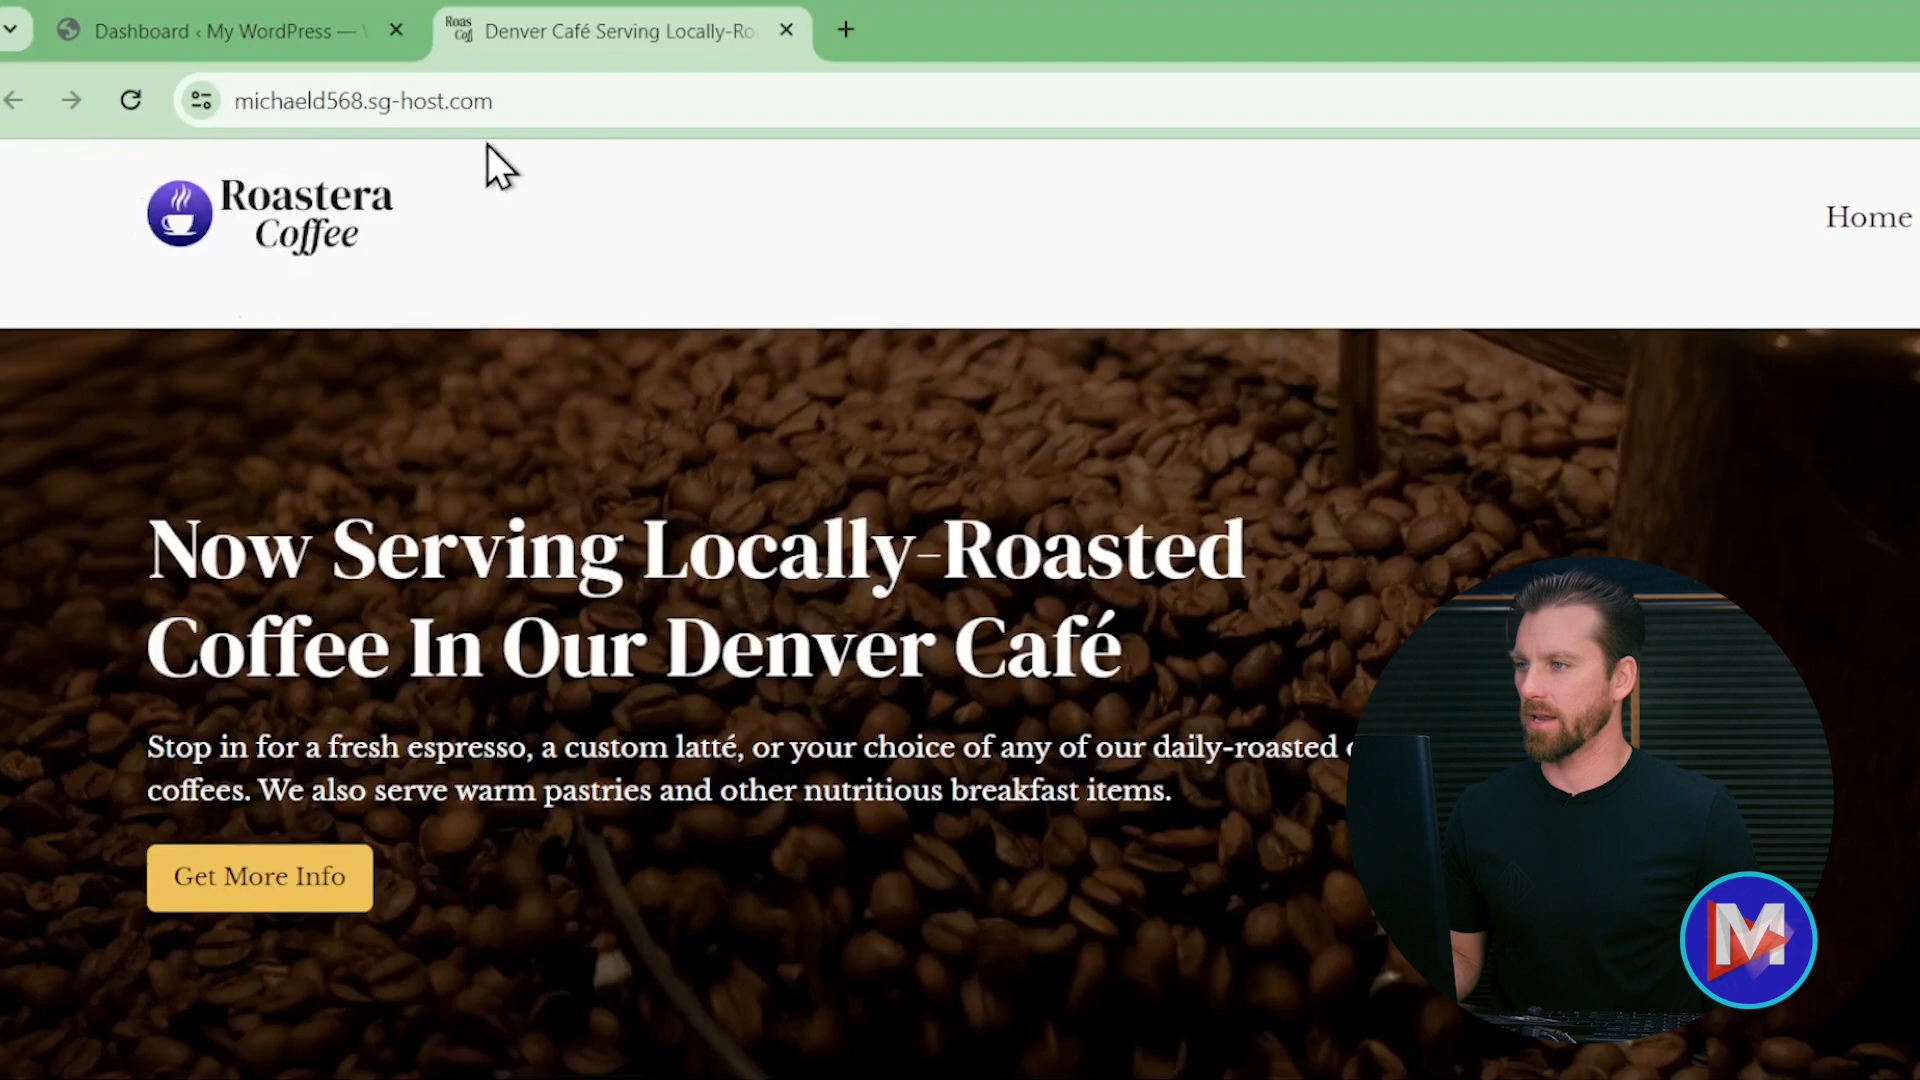 Dashboard ‹ My WordPress —
Roas
Cof
Denver Café Serving Locally-Ro
michaeld568.sg-host.com
Roastera
Coffee
Home
Now Serving Locally-Roasted
Coffee In Our Denver Café
Stop in for a fresh espresso, a custom latté, or your choice of any of our daily-roasted
coffees. We also serve warm pastries and other nutritious breakfast items.
Get More Info
M